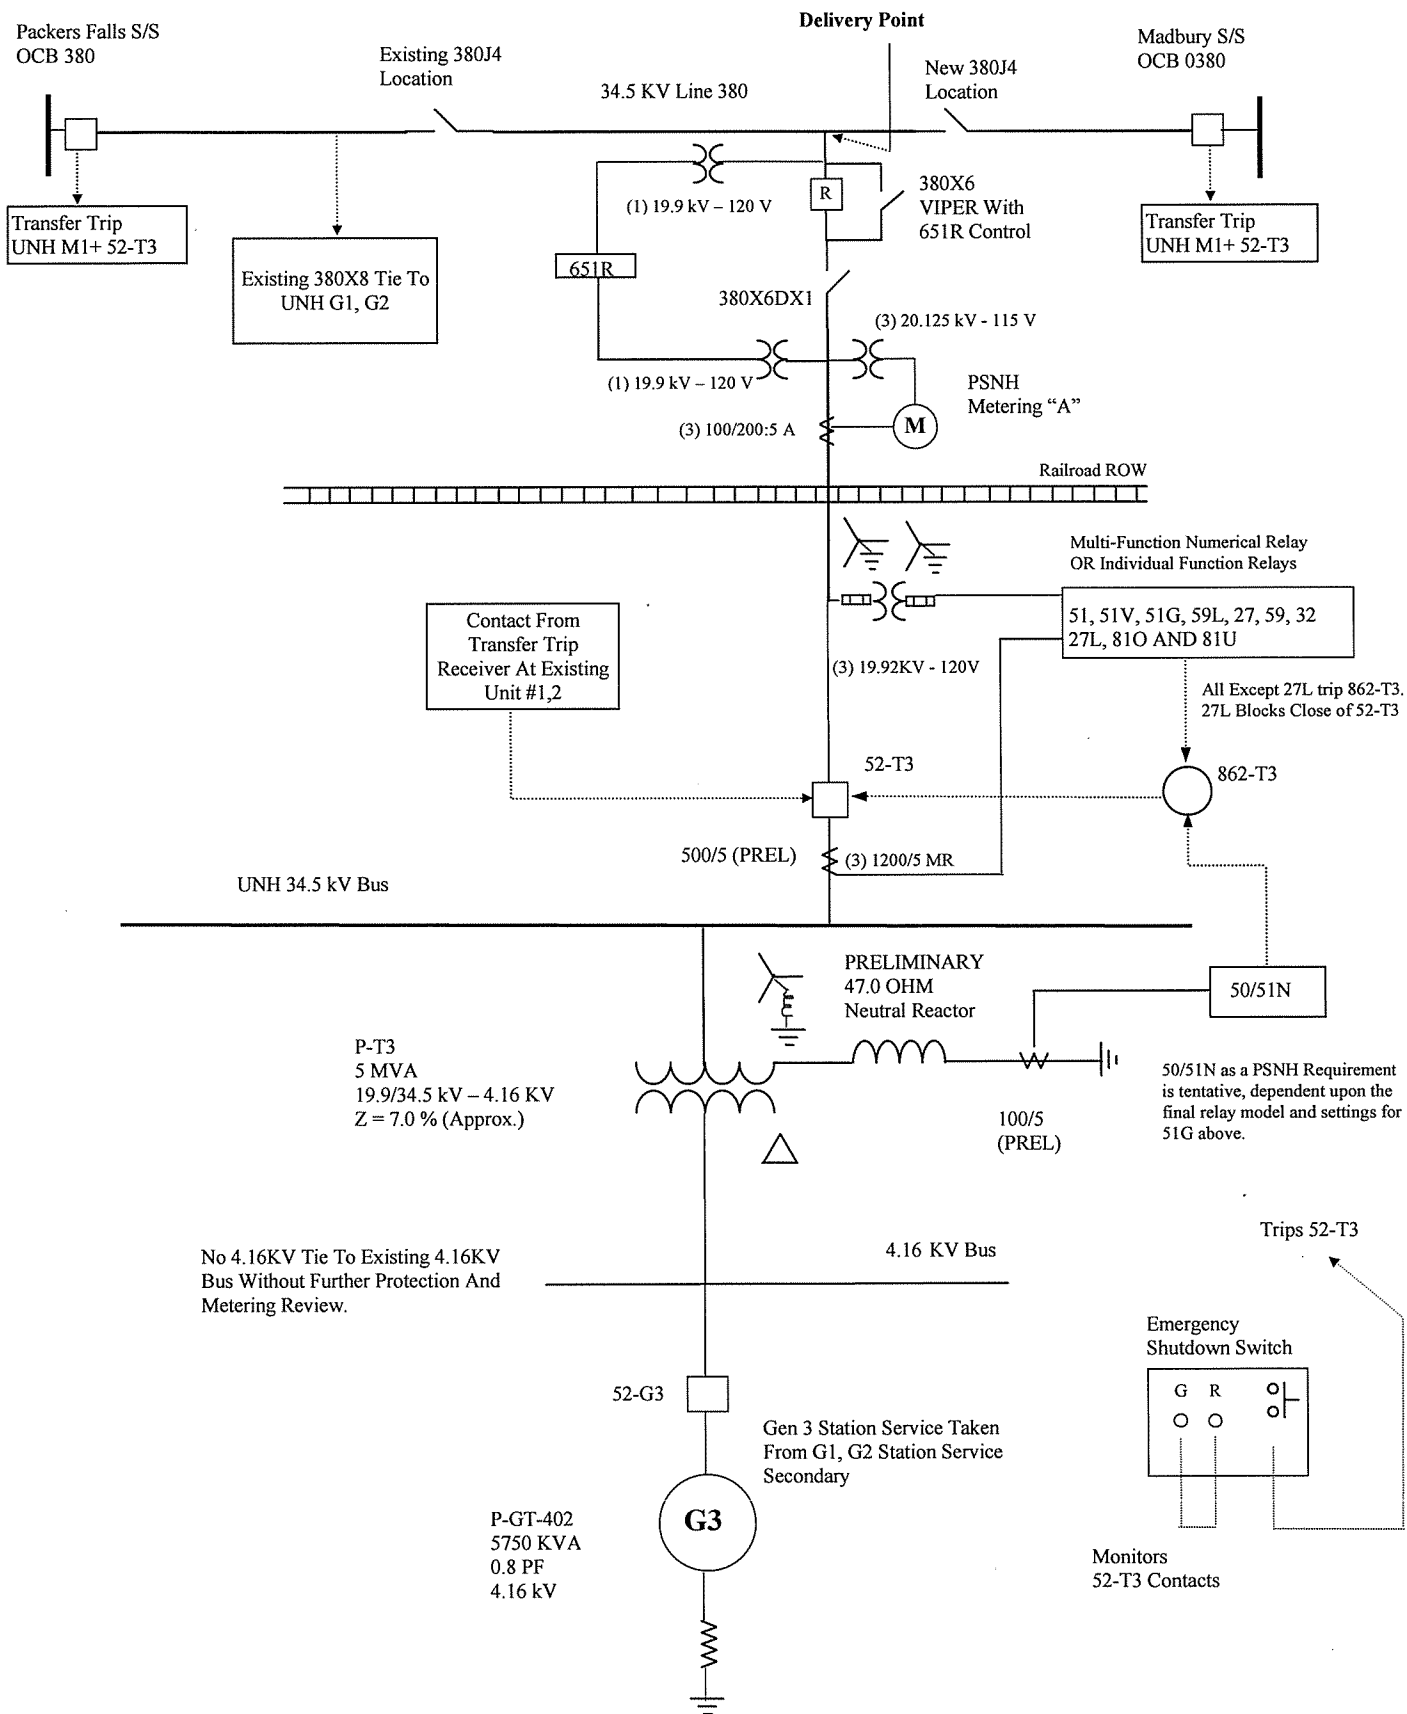 Delivery Point
Packers Falls S/S
OCB 380
Existing 380J4
Location
34.5 KV Line 380
New 380J4
Location
Madbury S/S
OCB 0380
Transfer Trip
UNH M1+ 52-T3
Existing 380X8 Tie To
UNH G1, G2
(1) 19.9 kV – 120 V
R
380X6
VIPER With
651R Control
Transfer Trip
UNH M1+ 52-T3
651R
380X6DX1
(3) 20.125 kV - 115 V
(1) 19.9 kV – 120 V
PSNH
Metering “A”
(3) 100/200:5 A
M
Railroad ROW
Multi-Function Numerical Relay
OR Individual Function Relays
51, 51V, 51G, 59L, 27, 59, 32
27L, 81O AND 81U
Contact From
Transfer Trip
Receiver At Existing
Unit #1,2
(3) 19.92KV - 120V
All Except 27L trip 862-T3.
27L Blocks Close of 52-T3
52-T3
862-T3
500/5 (PREL)
(3) 1200/5 MR
UNH 34.5 kV Bus
PRELIMINARY
47.0 OHM
Neutral Reactor
50/51N
P-T3
5 MVA
19.9/34.5 kV – 4.16 KV
Z = 7.0 % (Approx.)
100/5
(PREL)
50/51N as a PSNH Requirement
is tentative, dependent upon the
final relay model and settings for
51G above.
No 4.16KV Tie To Existing 4.16KV
Bus Without Further Protection And
Metering Review.
4.16 KV Bus
Trips 52-T3
Emergency
Shutdown Switch
G R
52-G3
Gen 3 Station Service Taken
From G1, G2 Station Service
Secondary
G3
P-GT-402
5750 KVA
0.8 PF
4.16 kV
Monitors
52-T3 Contacts